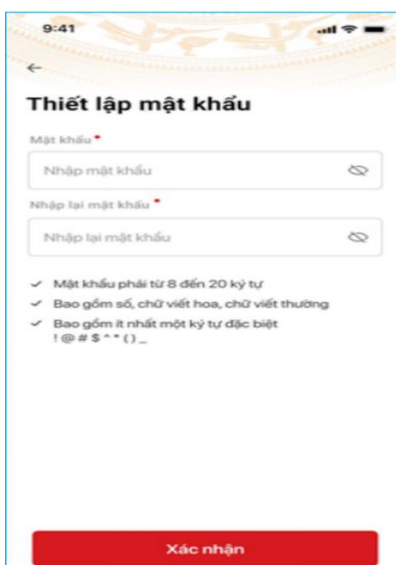 9:41
Thiết lập mật khẩu
Mật khẩu *
Nhập mật khẩu
Nhập lại mật khẩu *
Nhập lại mật khẩu
Mật khẩu phải từ 8 đến 20 ký tự
Bao gồm số, chữ viết hoa, chữ viết thường
Bao gồm ít nhất một ký tự đặc biệt
! @ # $ ^ * ( ) _
Xác nhận